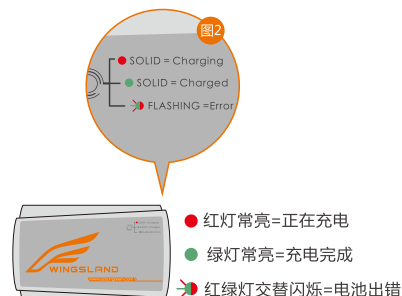 图2
SOLID = Charging
SOLID = Charged
FLASHING =Error
WINGSLAND
红灯常亮=正在充电
绿灯常亮=充电完成
红绿灯交替闪烁=电池出错